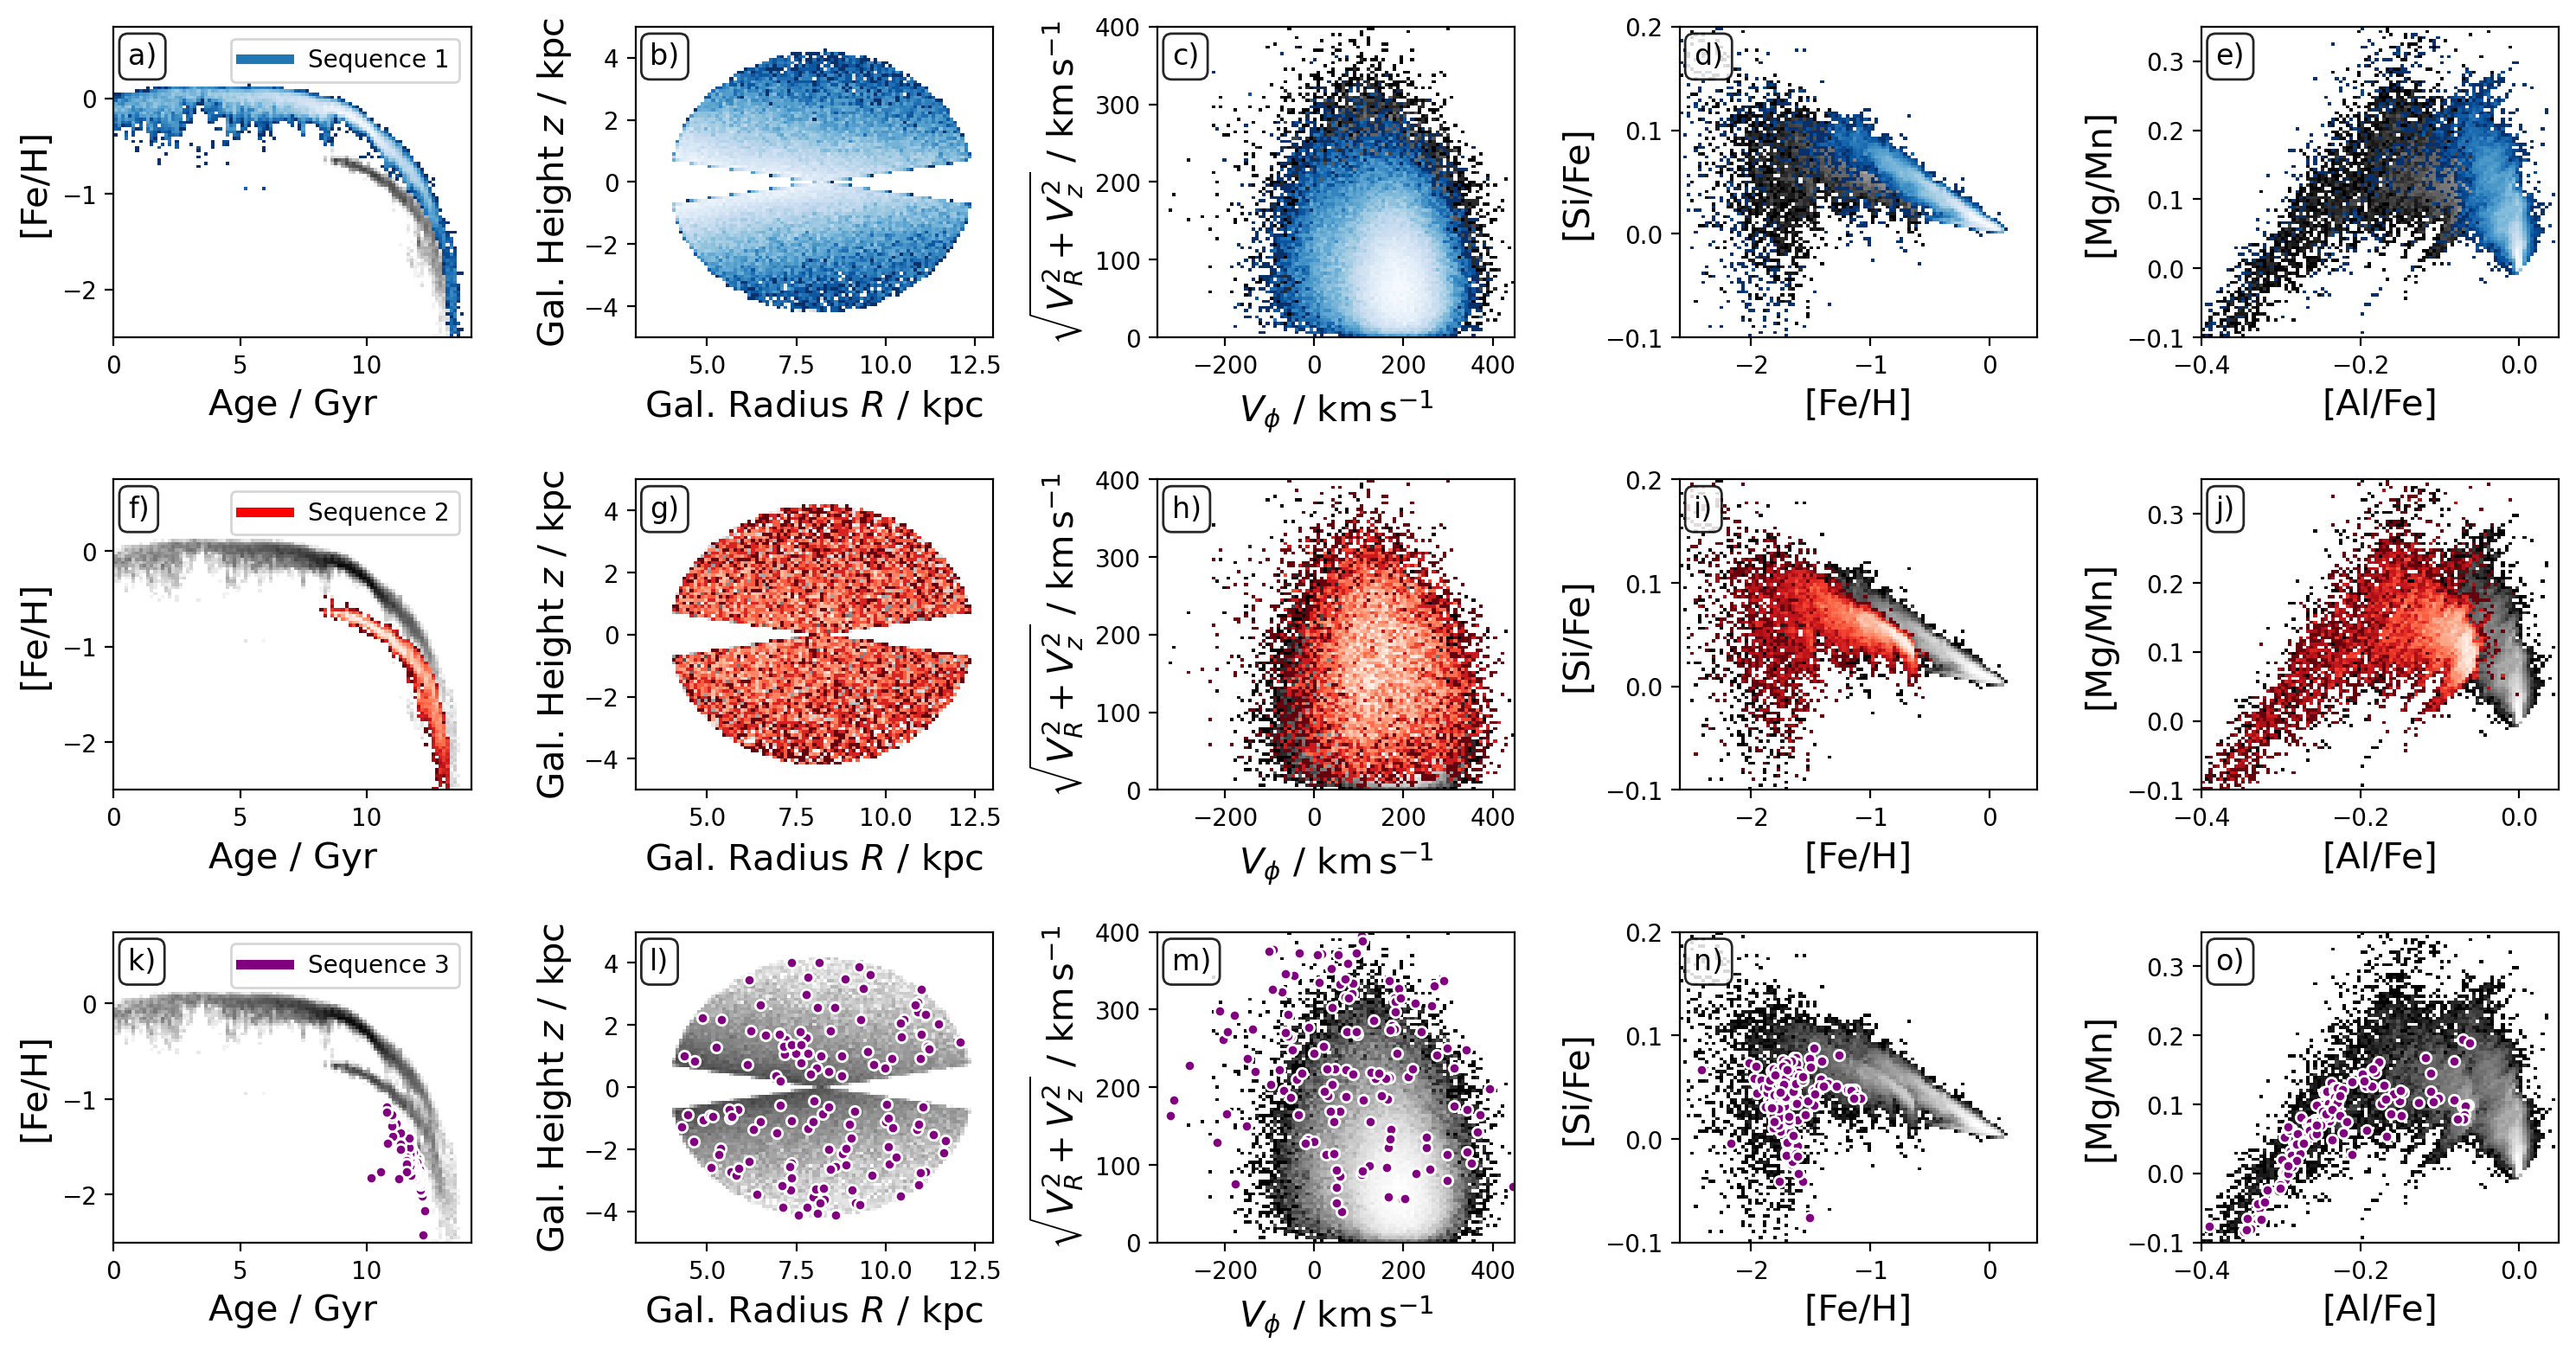 a)
Sequence 1
0
−1
−2
[Fe/H]
0
5
10
Age / Gyr
b)
4
2
0
−2
−4
Gal. Height z / kpc
5.0
7.5
10.0
12.5
Gal. Radius R / kpc
c)
400
300
200
100
0
√V_R^2 + V_z^2 / km s^−1
−200
0
200
400
V_ϕ / km s^−1
d)
0.2
0.1
0.0
−0.1
[Si/Fe]
−2
−1
0
[Fe/H]
e)
0.3
0.2
0.1
0.0
−0.1
[Mg/Mn]
−0.4
−0.2
0.0
[Al/Fe]
f)
Sequence 2
0
−1
−2
[Fe/H]
0
5
10
Age / Gyr
g)
4
2
0
−2
−4
Gal. Height z / kpc
5.0
7.5
10.0
12.5
Gal. Radius R / kpc
h)
400
300
200
100
0
√V_R^2 + V_z^2 / km s^−1
−200
0
200
400
V_ϕ / km s^−1
i)
0.2
0.1
0.0
−0.1
[Si/Fe]
−2
−1
0
[Fe/H]
j)
0.3
0.2
0.1
0.0
−0.1
[Mg/Mn]
−0.4
−0.2
0.0
[Al/Fe]
k)
Sequence 3
0
−1
−2
[Fe/H]
0
5
10
Age / Gyr
l)
4
2
0
−2
−4
Gal. Height z / kpc
5.0
7.5
10.0
12.5
Gal. Radius R / kpc
m)
400
300
200
100
0
√V_R^2 + V_z^2 / km s^−1
−200
0
200
400
V_ϕ / km s^−1
n)
0.2
0.1
0.0
−0.1
[Si/Fe]
−2
−1
0
[Fe/H]
o)
0.3
0.2
0.1
0.0
−0.1
[Mg/Mn]
−0.4
−0.2
0.0
[Al/Fe]